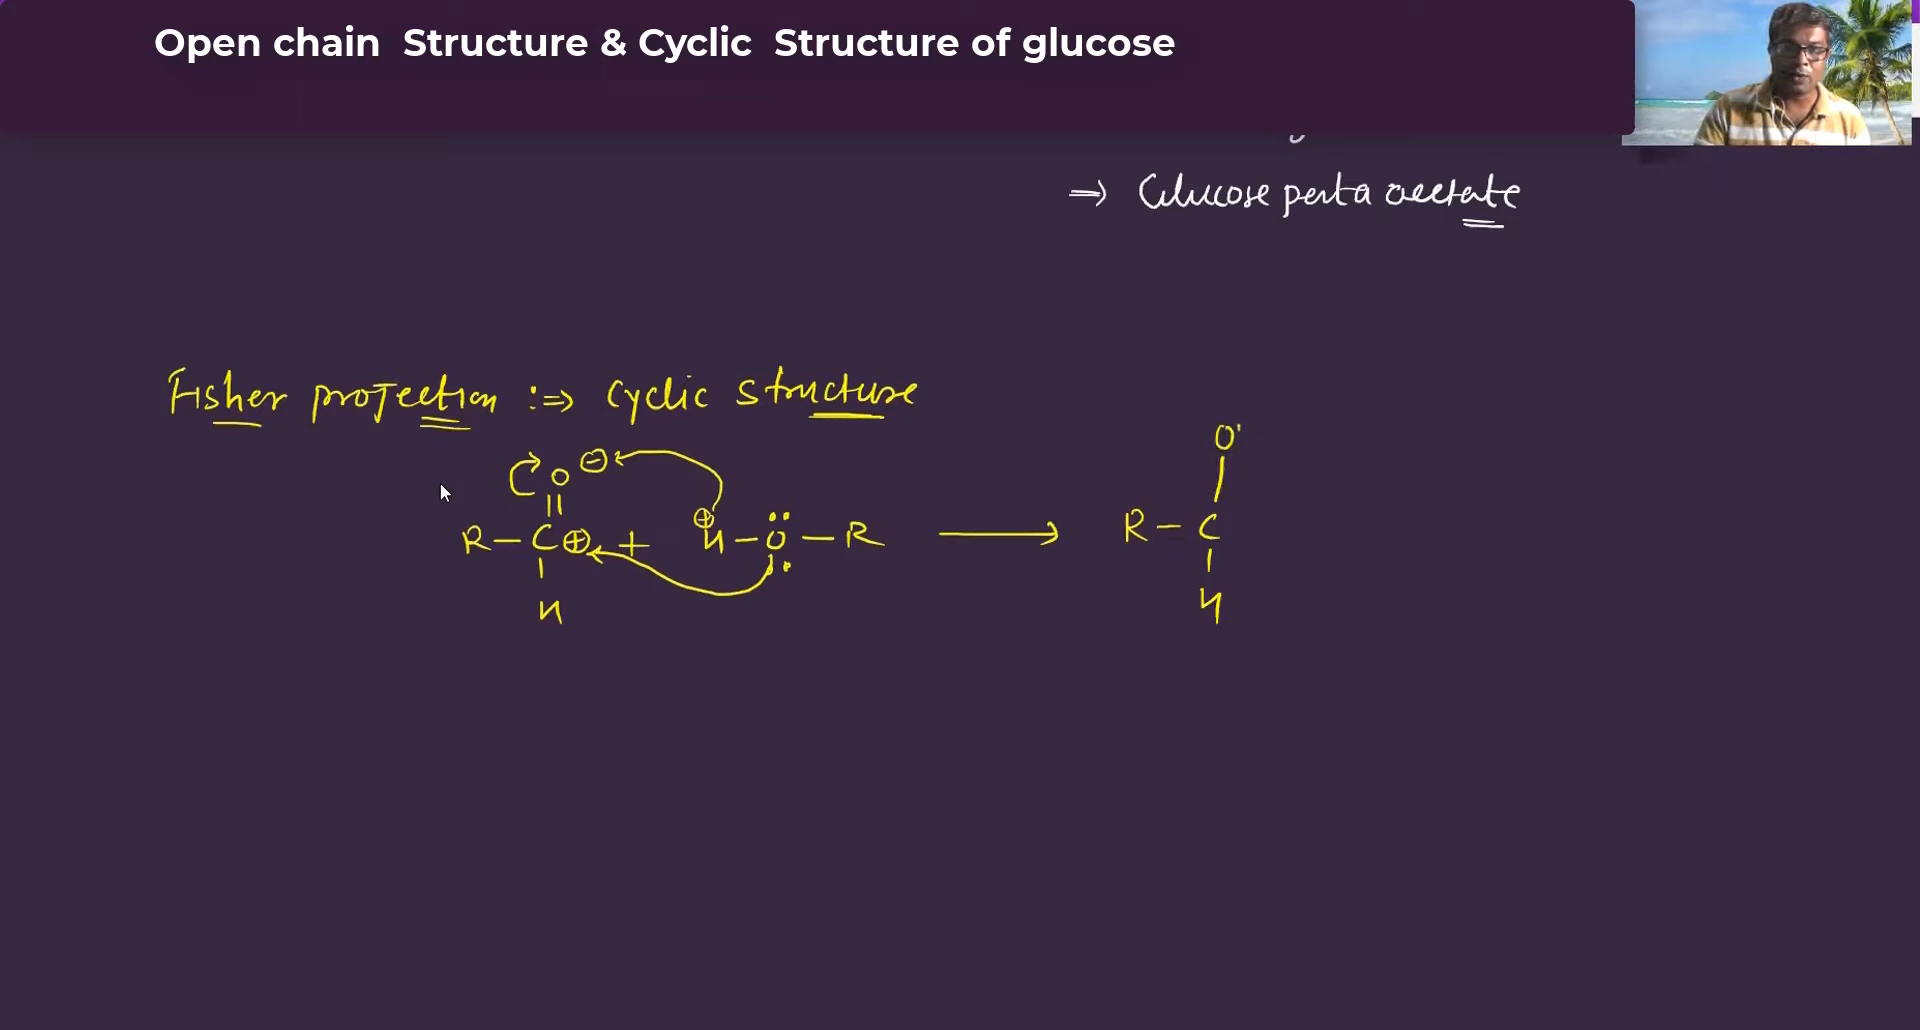 Open chain Structure & Cyclic Structure of glucose
⇒ Glucose penta acetate
Fisher projection :⇒ cyclic structure
O ⊖ O
|| |
R – C ⊕ + ⊕ H – O – R ⟶ R – C
| |
H H